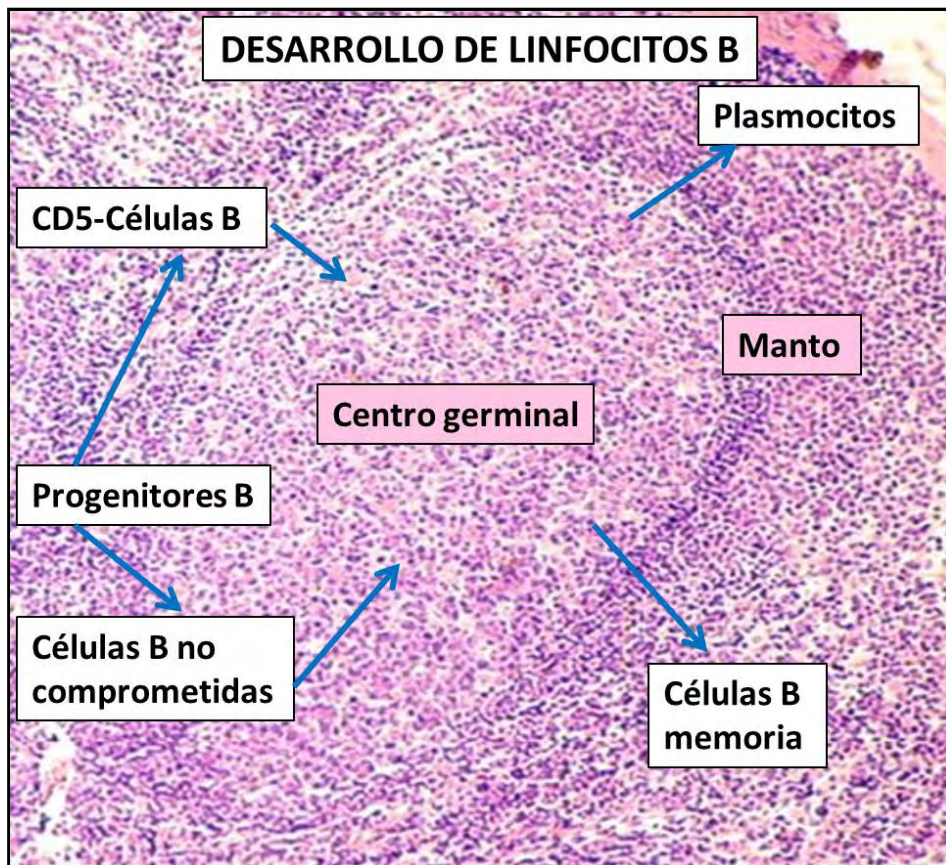 DESARROLLO DE LINFOCITOS B
Plasmocitos
CD5-Células B
Manto
Centro germinal
Progenitores B
Células B no
comprometidas
Células B
memoria